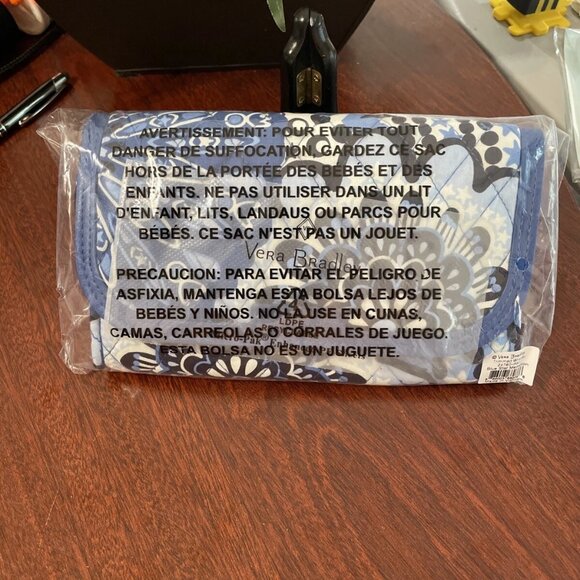 AVERTISSEMENT: POUR EVITER TOUT
DANGER DE SUFFOCATION, GARDEZ CE SAC
HORS DE LA PORTÉE DES BÉBÉS ET DES
ENFANTS. NE PAS UTILISER DANS UN LIT
D'ENFANT, LITS, LANDAUS OU PARCS POUR
BÉBÉS. CE SAC N'EST PAS UN JOUET.
Vera Bradley
PRECAUCION: PARA EVITAR EL PELIGRO DE
ASFIXIA, MANTENGA ESTA BOLSA LEJOS DE
BEBÉS Y NIÑOS. NO LA USE EN CUNAS,
4
LDPE
CAMAS, CARREOLAS O CORRALES DE JUEGO.
ESTA BOLSA NO ES UN JUGUETE.